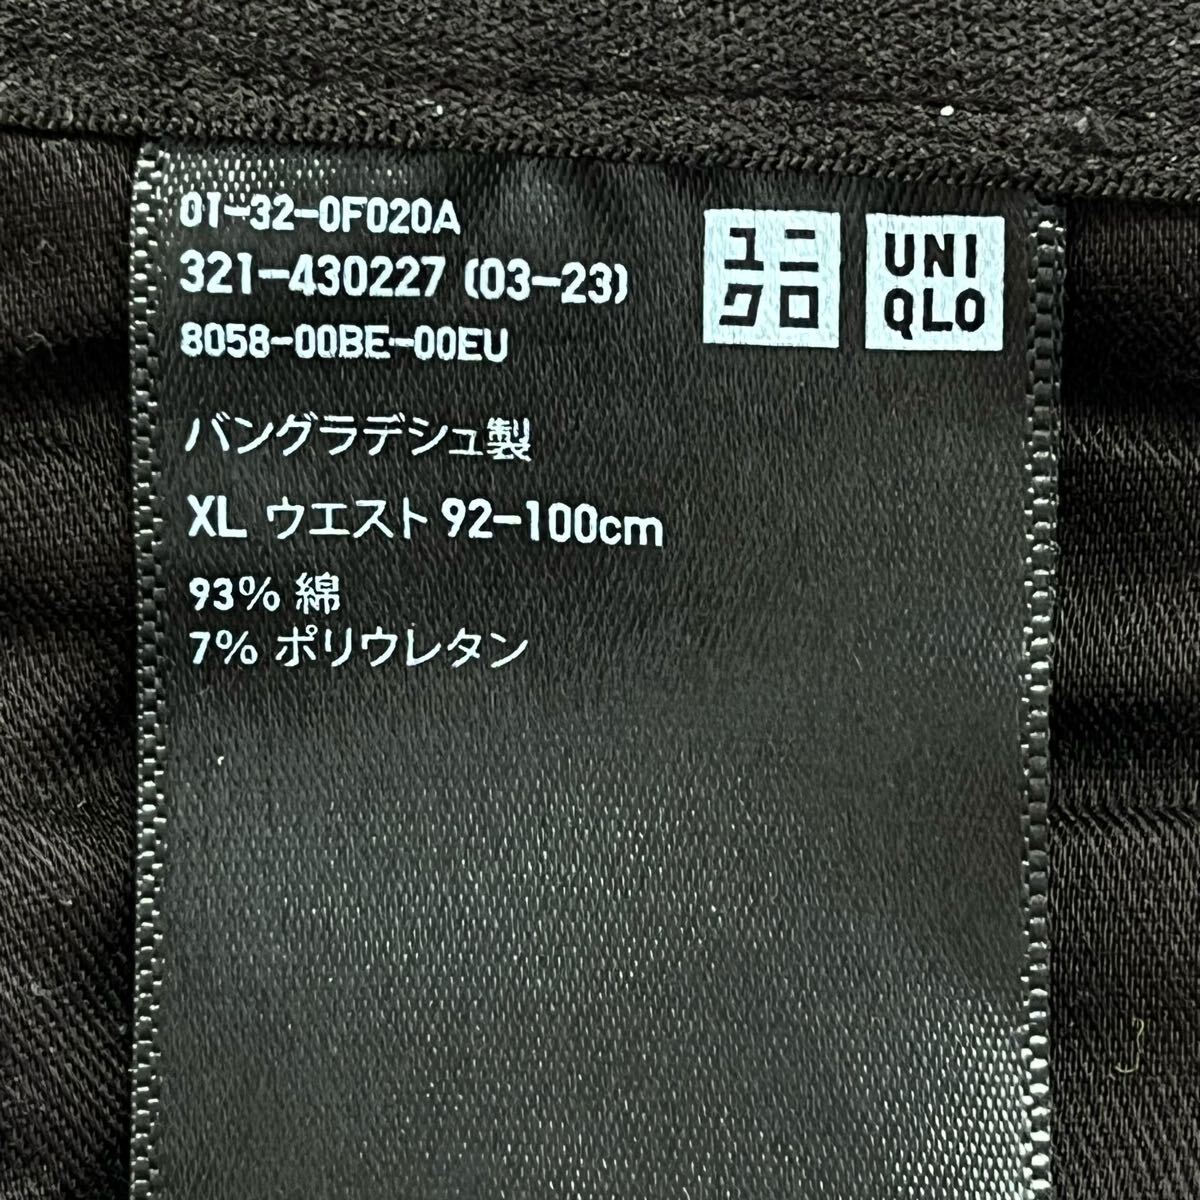 01-32-0F020A
321-430227 (03-23)
8058-00BE-00EU
ユニ
クロ
UNI
QLO
バングラデシュ製
XL ウエスト 92-100cm
93% 綿
7% ポリウレタン